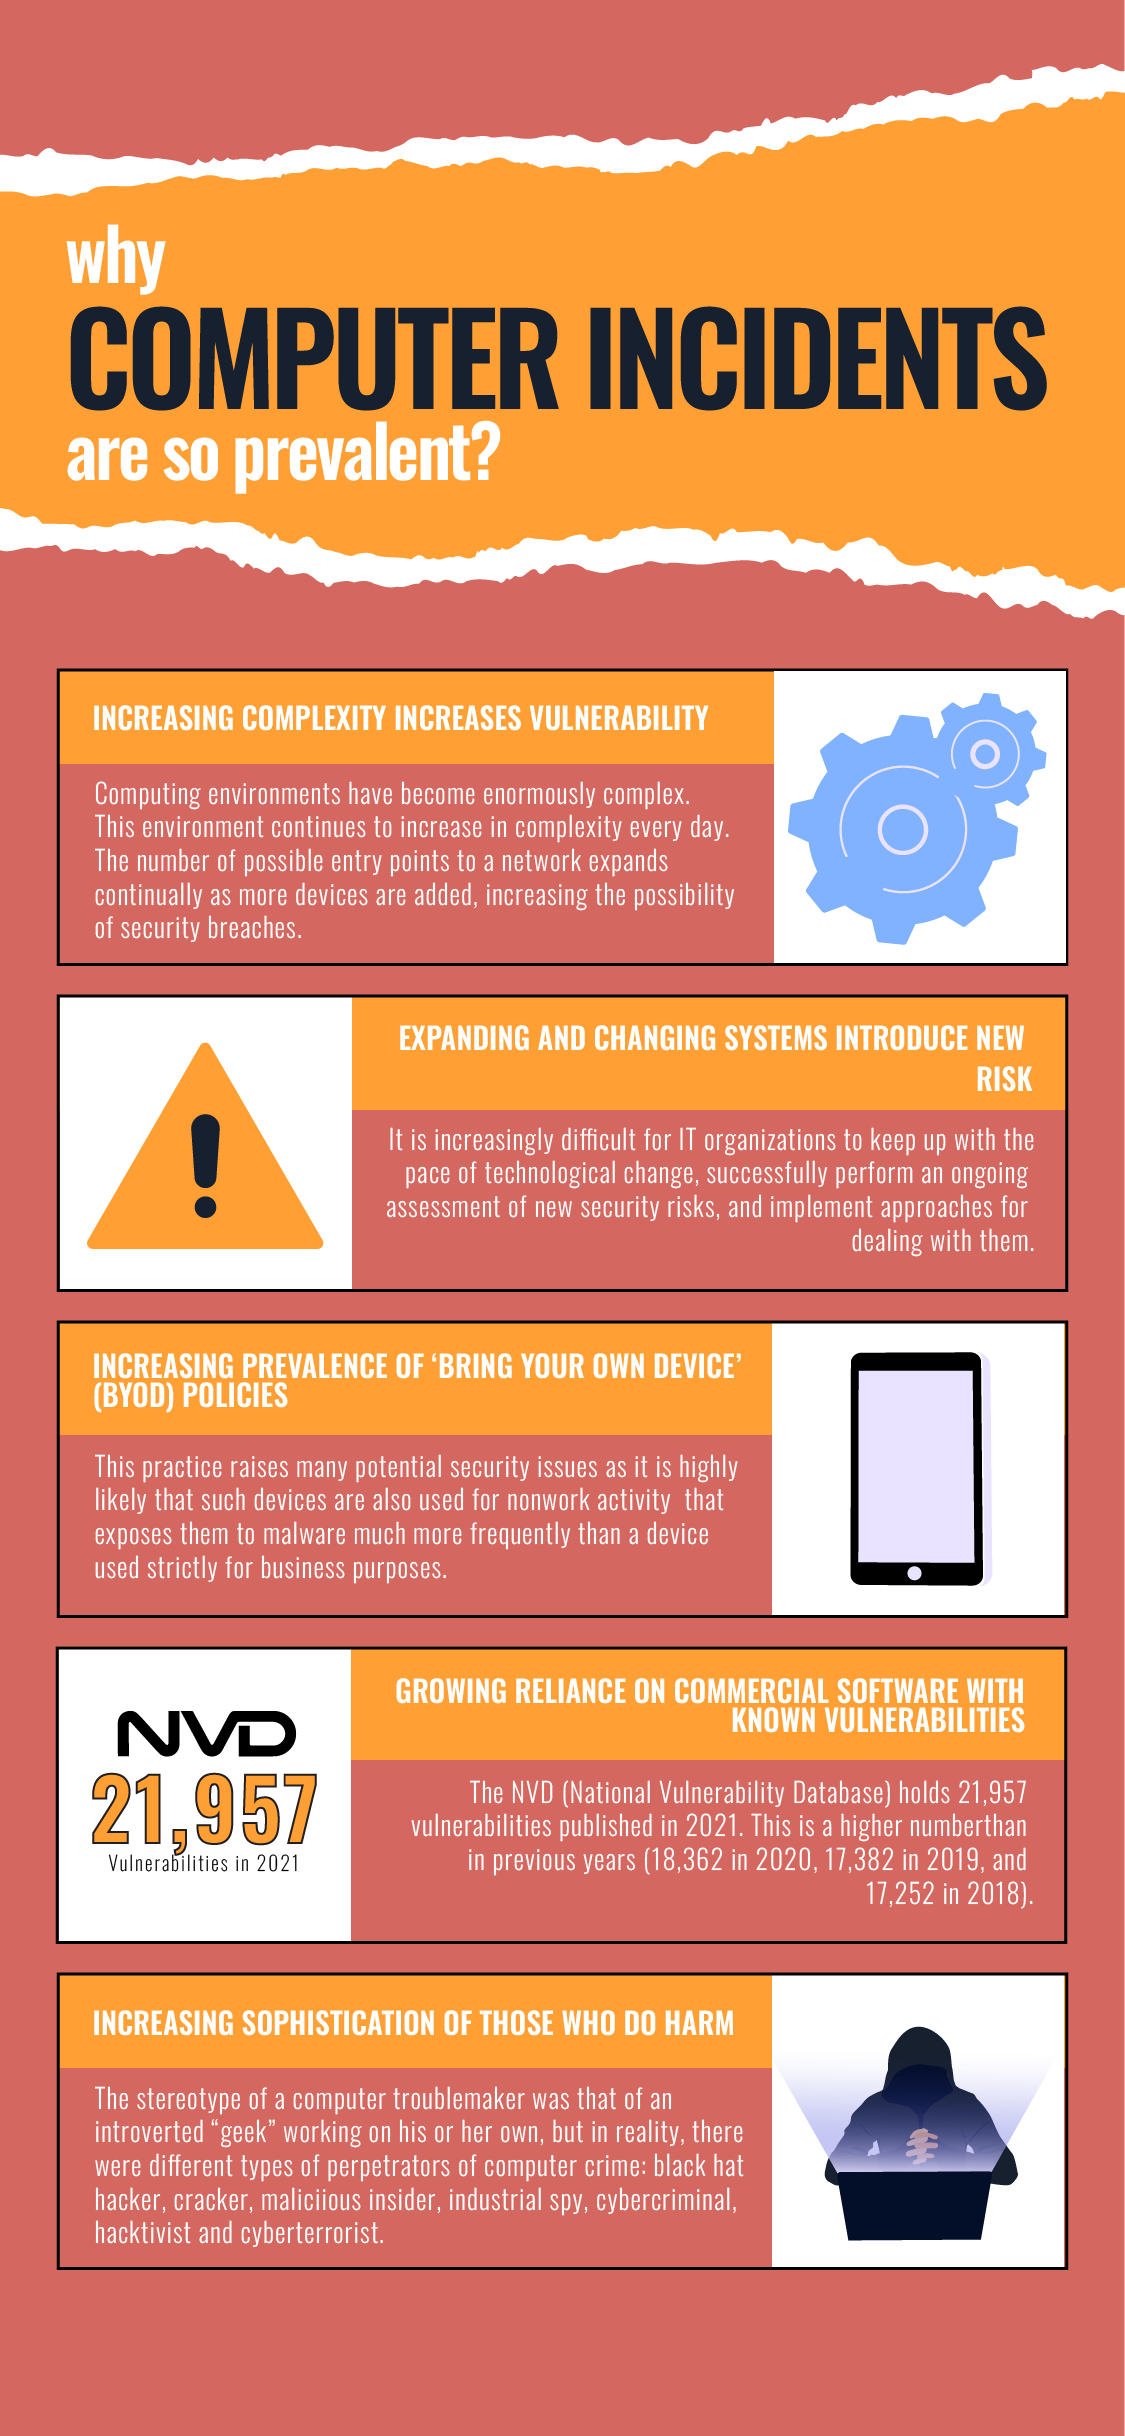 why
COMPUTER INCIDENTS
are so prevalent?
INCREASING COMPLEXITY INCREASES VULNERABILITY
Computing environments have become enormously complex.
This environment continues to increase in complexity every day.
The number of possible entry points to a network expands
continually as more devices are added, increasing the possibility
of security breaches.
EXPANDING AND CHANGING SYSTEMS INTRODUCE NEW
RISK
It is increasingly difficult for IT organizations to keep up with the
pace of technological change, successfully perform an ongoing
assessment of new security risks, and implement approaches for
dealing with them.
INCREASING PREVALENCE OF ‘BRING YOUR OWN DEVICE’
(BYOD) POLICIES
This practice raises many potential security issues as it is highly
likely that such devices are also used for nonwork activity  that
exposes them to malware much more frequently than a device
used strictly for business purposes.
NVD
21,957
Vulnerabilities in 2021
GROWING RELIANCE ON COMMERCIAL SOFTWARE WITH
KNOWN VULNERABILITIES
The NVD (National Vulnerability Database) holds 21,957
vulnerabilities published in 2021. This is a higher numberthan
in previous years (18,362 in 2020, 17,382 in 2019, and
17,252 in 2018).
INCREASING SOPHISTICATION OF THOSE WHO DO HARM
The stereotype of a computer troublemaker was that of an
introverted “geek” working on his or her own, but in reality, there
were different types of perpetrators of computer crime: black hat
hacker, cracker, maliciious insider, industrial spy, cybercriminal,
hacktivist and cyberterrorist.